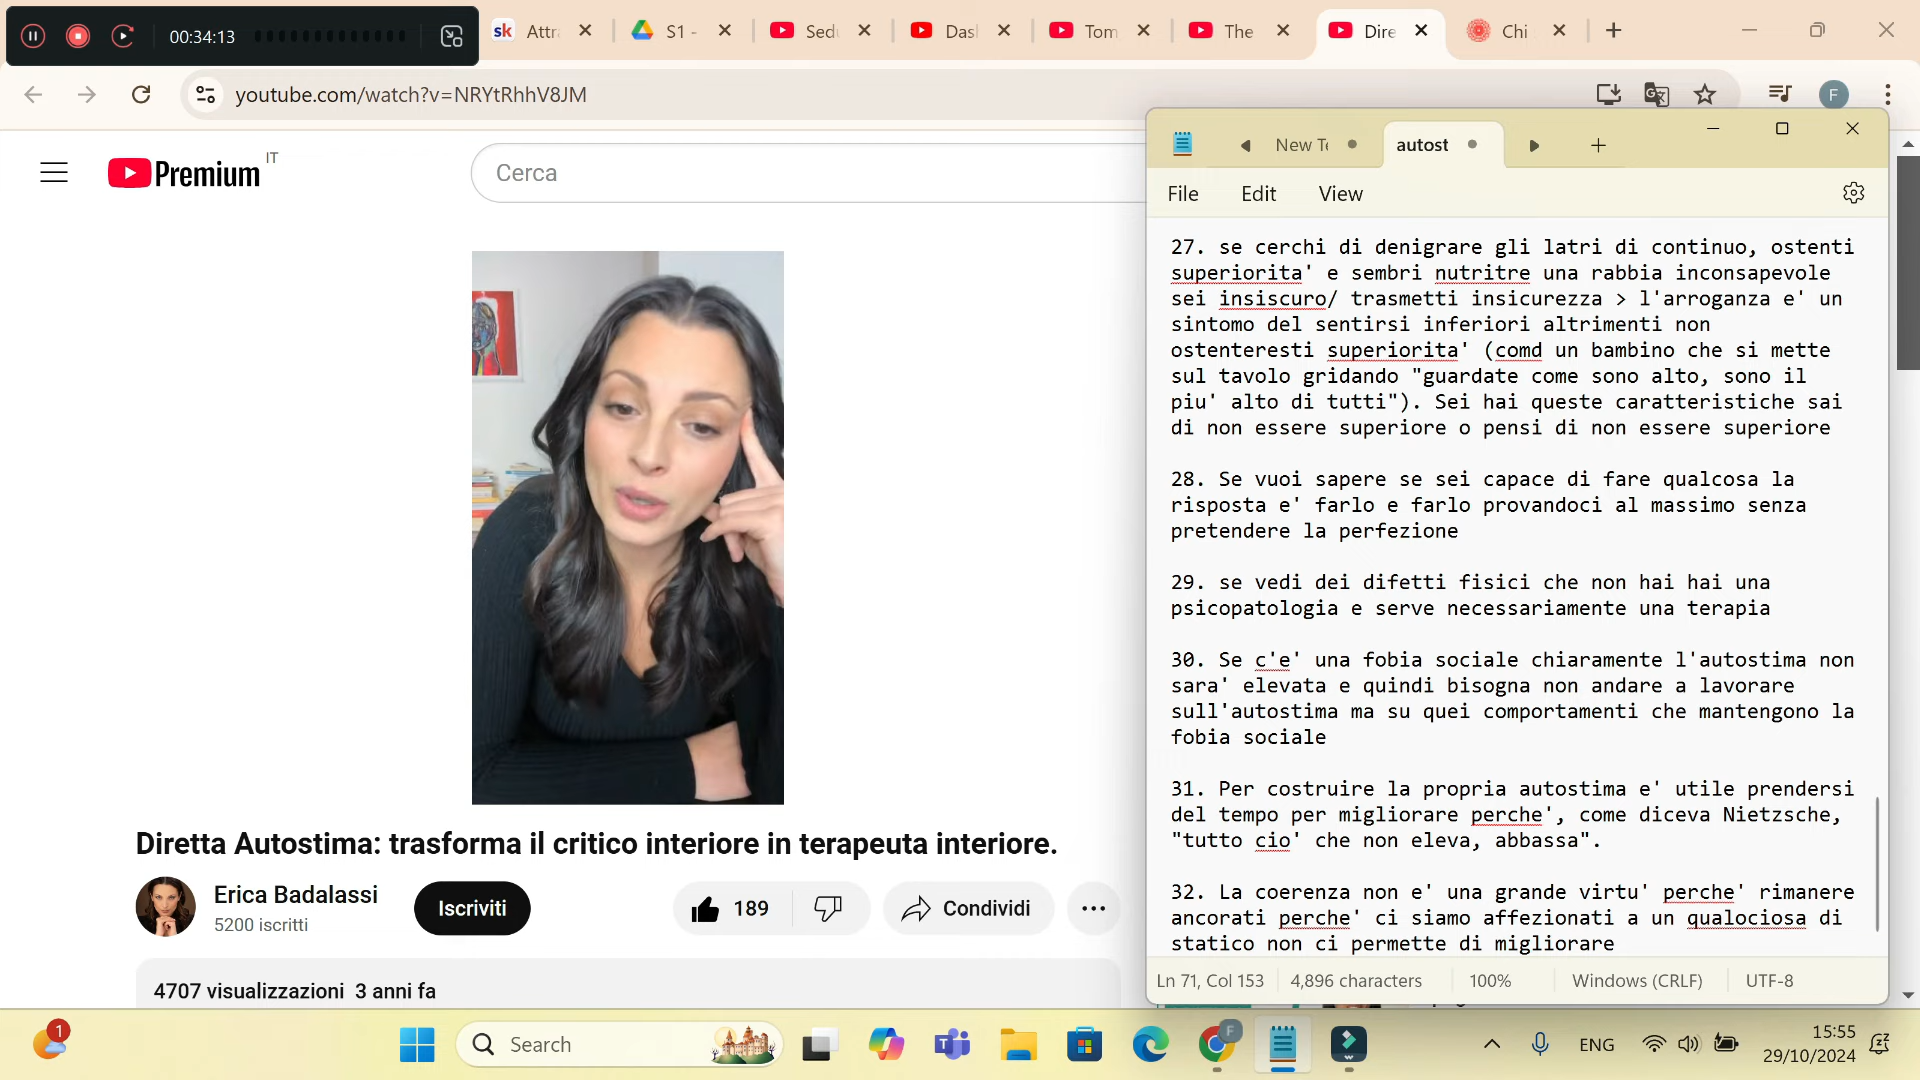 00:34:13
Attr
S1 -
Sed
Das
Tom
The
Dire
Chi
youtube.com/watch?v=NRYtRhhV8JM
F
Premium IT
Cerca
New Te
autost
File Edit View
27. se cerchi di denigrare gli latri di continuo, ostenti
superiorita' e sembri nutritre una rabbia inconsapevole
sei insiscuro/ trasmetti insicurezza > l'arroganza e' un
sintomo del sentirsi inferiori altrimenti non
ostenteresti superiorita' (comd un bambino che si mette
sul tavolo gridando "guardate come sono alto, sono il
piu' alto di tutti"). Sei hai queste caratteristiche sai
di non essere superiore o pensi di non essere superiore
28. Se vuoi sapere se sei capace di fare qualcosa la
risposta e' farlo e farlo provandoci al massimo senza
pretendere la perfezione
29. se vedi dei difetti fisici che non hai hai una
psicopatologia e serve necessariamente una terapia
30. Se c'e' una fobia sociale chiaramente l'autostima non
sara' elevata e quindi bisogna non andare a lavorare
sull'autostima ma su quei comportamenti che mantengono la
fobia sociale
31. Per costruire la propria autostima e' utile prendersi
del tempo per migliorare perche', come diceva Nietzsche,
"tutto cio' che non eleva, abbassa".
32. La coerenza non e' una grande virtu' perche' rimanere
ancorati perche' ci siamo affezionati a un qualociosa di
statico non ci permette di migliorare
Ln 71, Col 153
4,896 characters
100%
Windows (CRLF)
UTF-8
Diretta Autostima: trasforma il critico interiore in terapeuta interiore.
Erica Badalassi
5200 iscritti
Iscriviti
189
Condividi
4707 visualizzazioni 3 anni fa
1
Search
F
ENG
15:55
29/10/2024